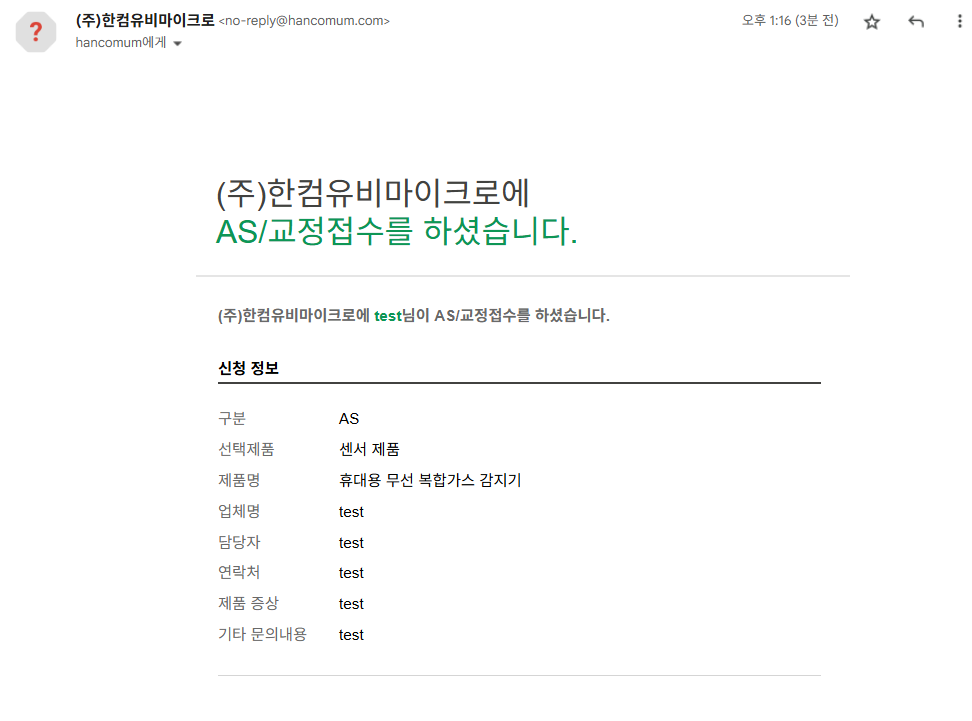 (주)한컴유비마이크로 <no-reply@hancomum.com>
오후 1:16 (3분 전)
hancomum에게
(주)한컴유비마이크로에
AS/교정접수를 하셨습니다.
(주)한컴유비마이크로에 test님이 AS/교정접수를 하셨습니다.
신청 정보
구분 AS
선택제품 센서 제품
제품명 휴대용 무선 복합가스 감지기
업체명 test
담당자 test
연락처 test
제품 증상 test
기타 문의내용 test